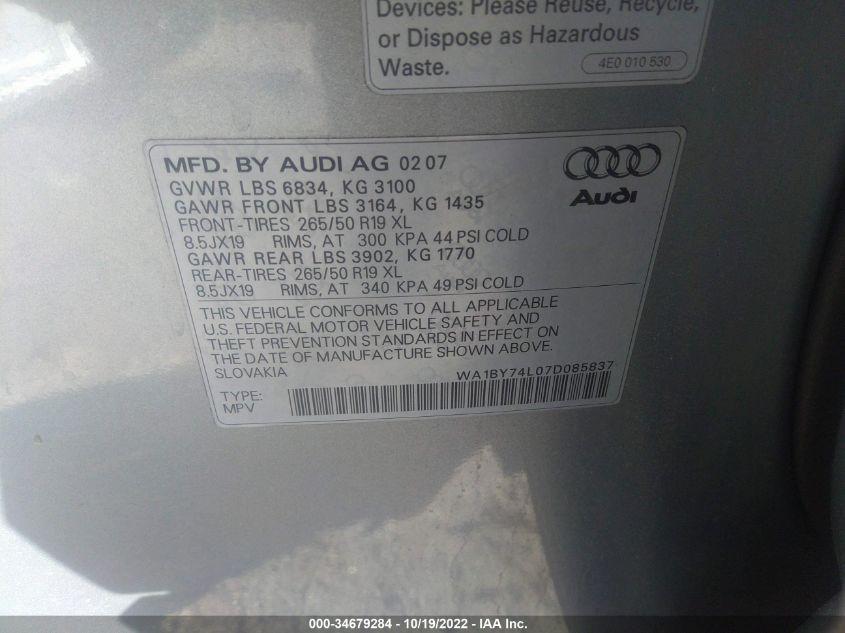 Devices: Please Reuse, Recycle,
or Dispose as Hazardous
Waste.
4E0 010 530
MFD. BY AUDI AG 02 07
Audi
GVWR LBS 6834, KG 3100
GAWR FRONT LBS 3164, KG 1435
FRONT-TIRES 265/50 R19 XL
8.5JX19 RIMS, AT 300 KPA 44 PSI COLD
GAWR REAR LBS 3902, KG 1770
REAR-TIRES 265/50 R19 XL
8.5JX19 RIMS, AT 340 KPA 49 PSI COLD
THIS VEHICLE CONFORMS TO ALL APPLICABLE
U.S. FEDERAL MOTOR VEHICLE SAFETY AND
THEFT PREVENTION STANDARDS IN EFFECT ON
THE DATE OF MANUFACTURE SHOWN ABOVE.
SLOVAKIA WA1BY74L07D085837
TYPE:
MPV
000-34679284 - 10/19/2022 - IAA Inc.